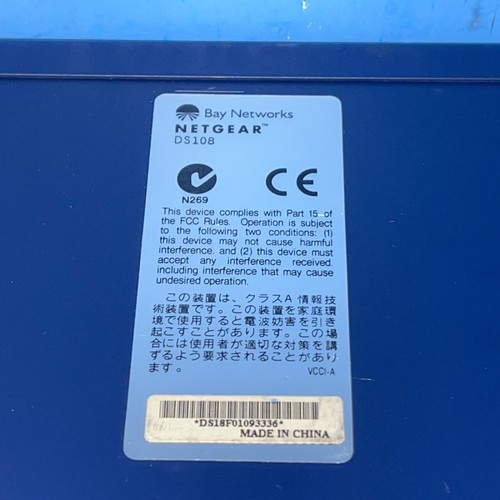 Bay Networks
NETGEAR™
DS108
N269
CE
This device complies with Part 15 of
the FCC Rules. Operation is subject
to the following two conditions: (1)
this device may not cause harmful
interference. and (2) this device must
accept any interference received.
including interference that may cause
undesired operation.
この装置は、クラスA情報技
術装置です。この装置を家庭環
境で使用すると電波妨害を引き
起こすことがあります。この場
合には使用者が適切な対策を講
ずるよう要求されることがあり
ます。
VCCI-A
*DS18F01093336*
MADE IN CHINA